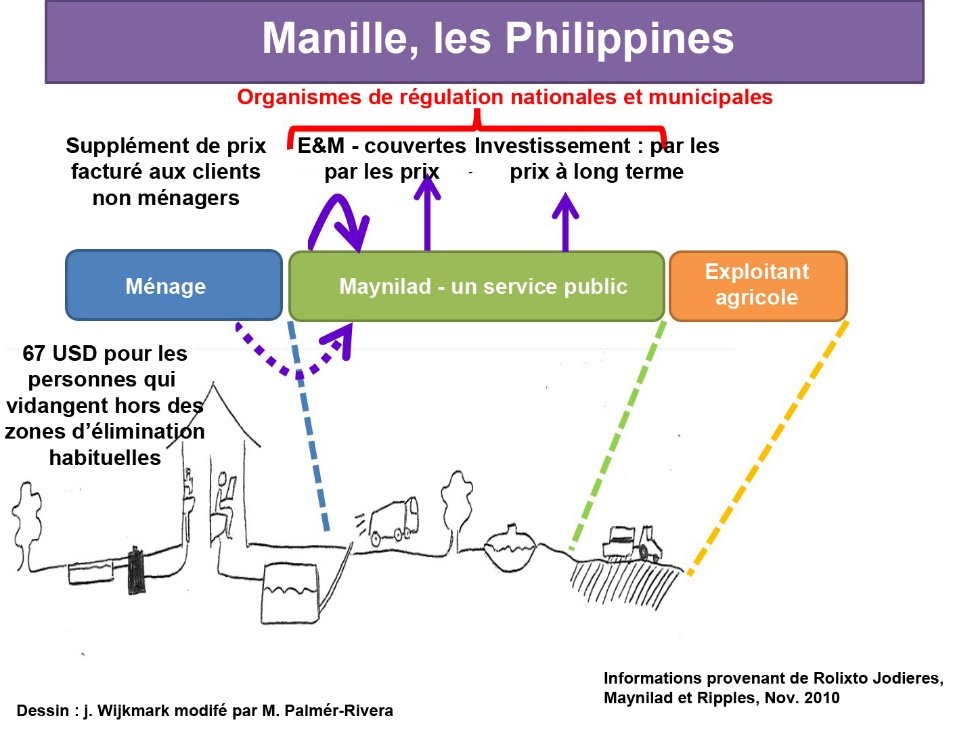 Manille, les Philippines
Organismes de régulation nationales et municipales
Supplément de prix
facturé aux clients
non ménagers
E&M - couvertes
par les prix
-
Investissement : par les
prix à long terme
Ménage
Maynilad - un service public
Exploitant
agricole
67 USD pour les
personnes qui
vidangent hors des
zones d’élimination
habituelles
Informations provenant de Rolixto Jodieres,
Maynilad et Ripples, Nov. 2010
Dessin : j. Wijkmark modifé par M. Palmér-Rivera